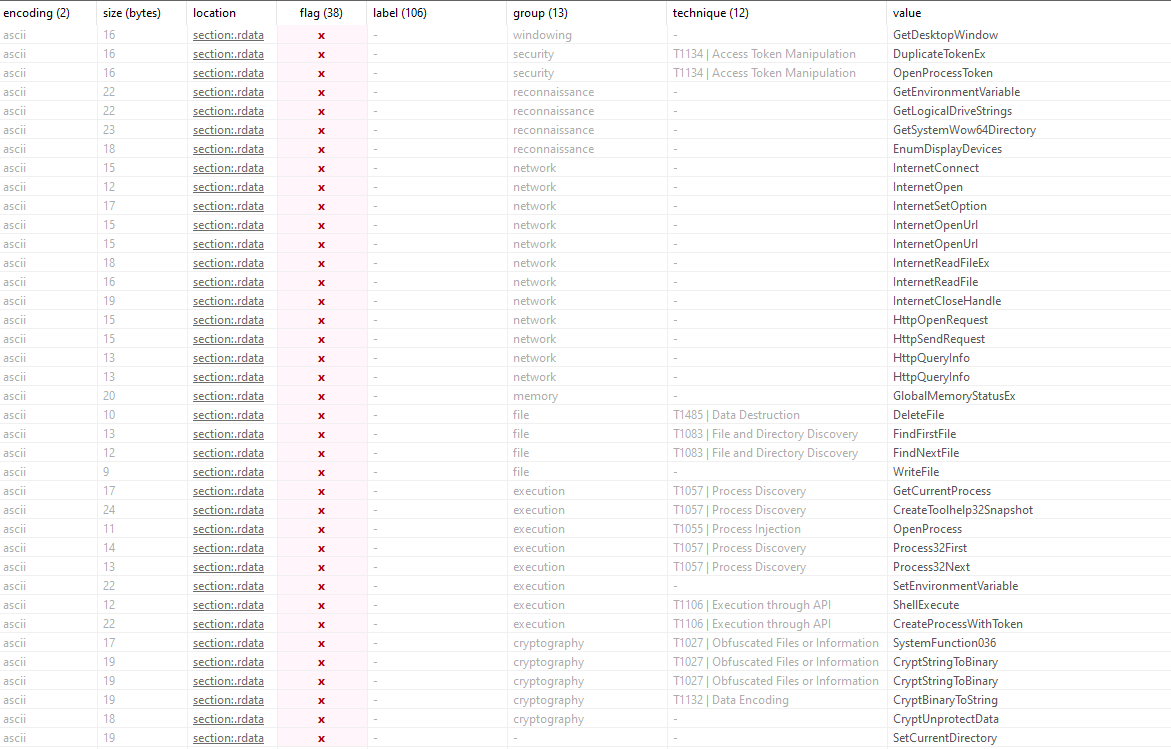 encoding (2) size (bytes) location flag (38) label (106) group (13) technique (12) value
ascii 16 section:.rdata x - windowing - GetDesktopWindow
ascii 16 section:.rdata x - security T1134 | Access Token Manipulation DuplicateTokenEx
ascii 16 section:.rdata x - security T1134 | Access Token Manipulation OpenProcessToken
ascii 22 section:.rdata x - reconnaissance - GetEnvironmentVariable
ascii 22 section:.rdata x - reconnaissance - GetLogicalDriveStrings
ascii 23 section:.rdata x - reconnaissance - GetSystemWow64Directory
ascii 18 section:.rdata x - reconnaissance - EnumDisplayDevices
ascii 15 section:.rdata x - network - InternetConnect
ascii 12 section:.rdata x - network - InternetOpen
ascii 17 section:.rdata x - network - InternetSetOption
ascii 15 section:.rdata x - network - InternetOpenUrl
ascii 15 section:.rdata x - network - InternetOpenUrl
ascii 18 section:.rdata x - network - InternetReadFileEx
ascii 16 section:.rdata x - network - InternetReadFile
ascii 19 section:.rdata x - network - InternetCloseHandle
ascii 15 section:.rdata x - network - HttpOpenRequest
ascii 15 section:.rdata x - network - HttpSendRequest
ascii 13 section:.rdata x - network - HttpQueryInfo
ascii 13 section:.rdata x - network - HttpQueryInfo
ascii 20 section:.rdata x - memory - GlobalMemoryStatusEx
ascii 10 section:.rdata x - file T1485 | Data Destruction DeleteFile
ascii 13 section:.rdata x - file T1083 | File and Directory Discovery FindFirstFile
ascii 12 section:.rdata x - file T1083 | File and Directory Discovery FindNextFile
ascii 9 section:.rdata x - file - WriteFile
ascii 17 section:.rdata x - execution T1057 | Process Discovery GetCurrentProcess
ascii 24 section:.rdata x - execution T1057 | Process Discovery CreateToolhelp32Snapshot
ascii 11 section:.rdata x - execution T1055 | Process Injection OpenProcess
ascii 14 section:.rdata x - execution T1057 | Process Discovery Process32First
ascii 13 section:.rdata x - execution T1057 | Process Discovery Process32Next
ascii 22 section:.rdata x - execution - SetEnvironmentVariable
ascii 12 section:.rdata x - execution T1106 | Execution through API ShellExecute
ascii 22 section:.rdata x - execution T1106 | Execution through API CreateProcessWithToken
ascii 17 section:.rdata x - cryptography T1027 | Obfuscated Files or Information SystemFunction036
ascii 19 section:.rdata x - cryptography T1027 | Obfuscated Files or Information CryptStringToBinary
ascii 19 section:.rdata x - cryptography T1027 | Obfuscated Files or Information CryptStringToBinary
ascii 19 section:.rdata x - cryptography T1132 | Data Encoding CryptBinaryToString
ascii 18 section:.rdata x - cryptography - CryptUnprotectData
ascii 19 section:.rdata x - - - SetCurrentDirectory